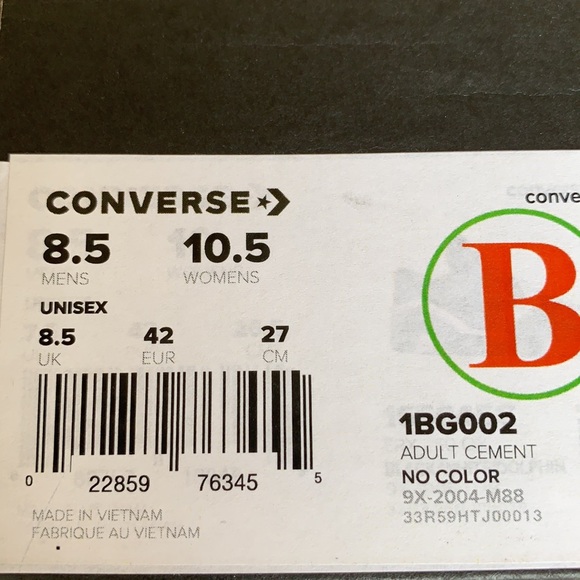 CONVERSE
conve
8.5 10.5
MENS WOMENS
UNISEX
8.5 42 27
UK EUR CM
0 22859 76345 5
MADE IN VIETNAM
FABRIQUE AU VIETNAM
B
1BG002
ADULT CEMENT
NO COLOR
9X-2004-M88
33R59HTJ00013